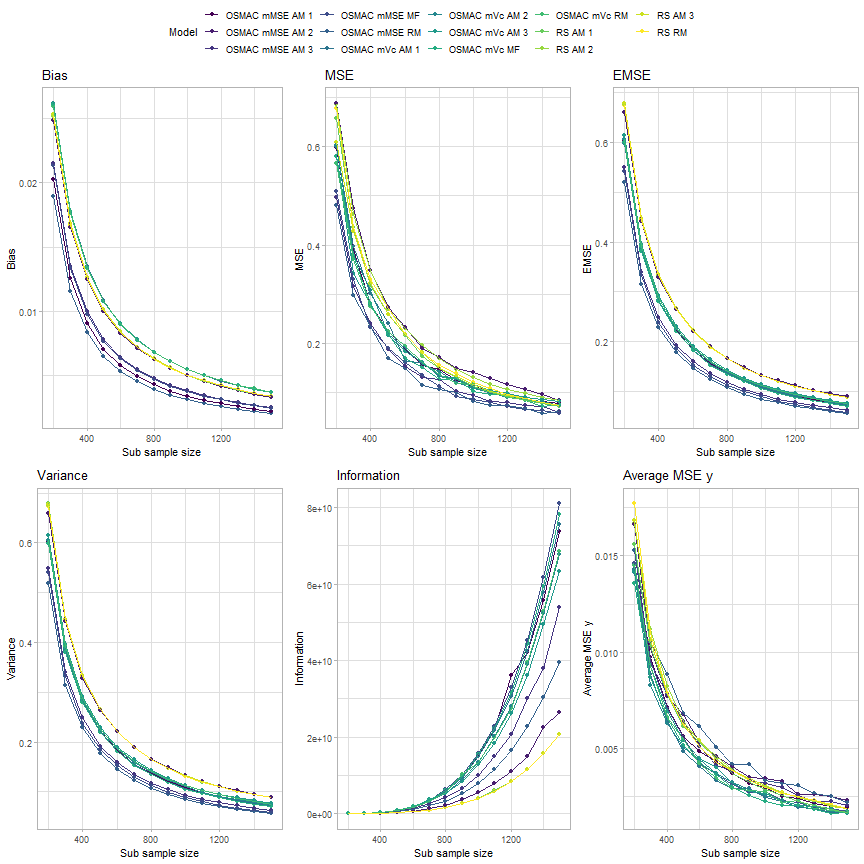 OSMAC mMSE AM 1 OSMAC mMSE MF OSMAC mVc AM 2 OSMAC mVc RM RS AM 3
Model OSMAC mMSE AM 2 OSMAC mMSE RM OSMAC mVc AM 3 RS AM 1 RS RM
OSMAC mMSE AM 3 OSMAC mVc AM 1 OSMAC mVc MF RS AM 2
Bias MSE EMSE
Bias
0.02
0.01
400 800 1200
Sub sample size
MSE
0.6
0.4
0.2
400 800 1200
Sub sample size
EMSE
0.6
0.4
0.2
400 800 1200
Sub sample size
Variance Information Average MSE y
Variance
0.6
0.4
0.2
400 800 1200
Sub sample size
Information
8e+10
6e+10
4e+10
2e+10
0e+00
400 800 1200
Sub sample size
Average MSE y
0.015
0.010
0.005
400 800 1200
Sub sample size